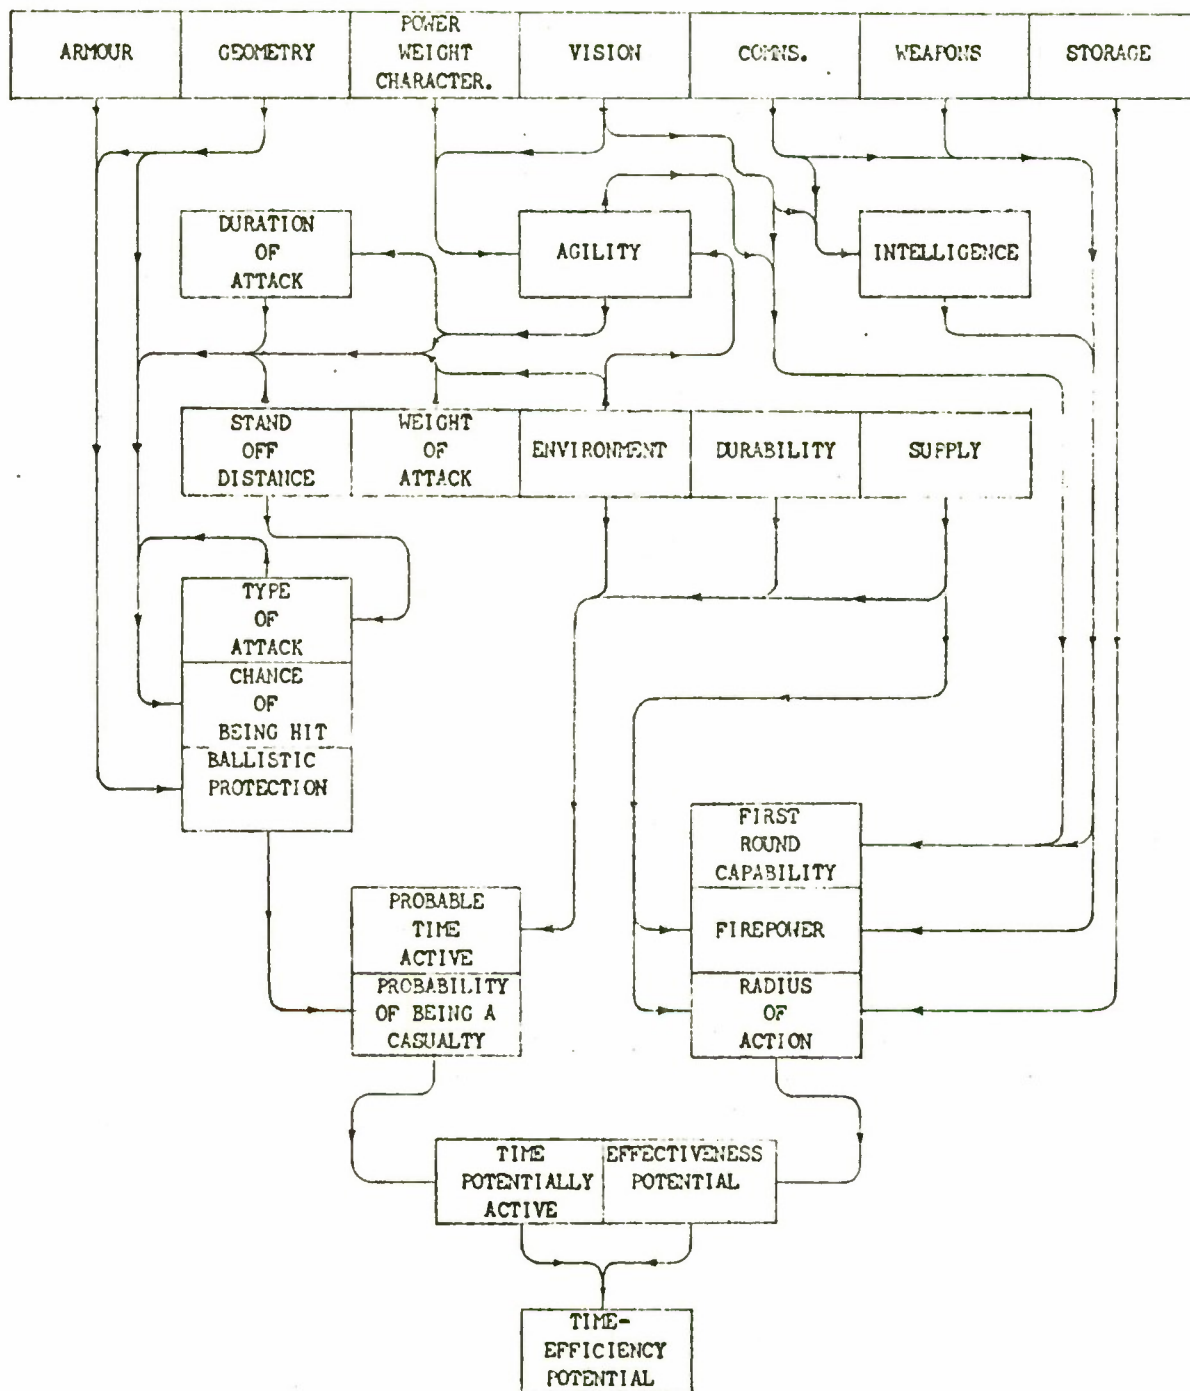 ARMOUR
GEOMETRY
POWER
WEIGHT
CHARACTER.
VISION
COMNS.
WEAPONS
STORAGE
DURATION
OF
ATTACK
AGILITY
INTELLIGENCE
STAND
OFF
DISTANCE
WEIGHT
OF
ATTACK
ENVIRONMENT
DURABILITY
SUPPLY
TYPE
OF
ATTACK
CHANCE
OF
BEING HIT
BALLISTIC
PROTECTION
FIRST
ROUND
CAPABILITY
PROBABLE
TIME
ACTIVE
FIREPOWER
PROBABILITY
OF BEING A
CASUALTY
RADIUS
OF
ACTION
TIME
POTENTIALLY
ACTIVE
EFFECTIVENESS
POTENTIAL
TIME-
EFFICIENCY
POTENTIAL